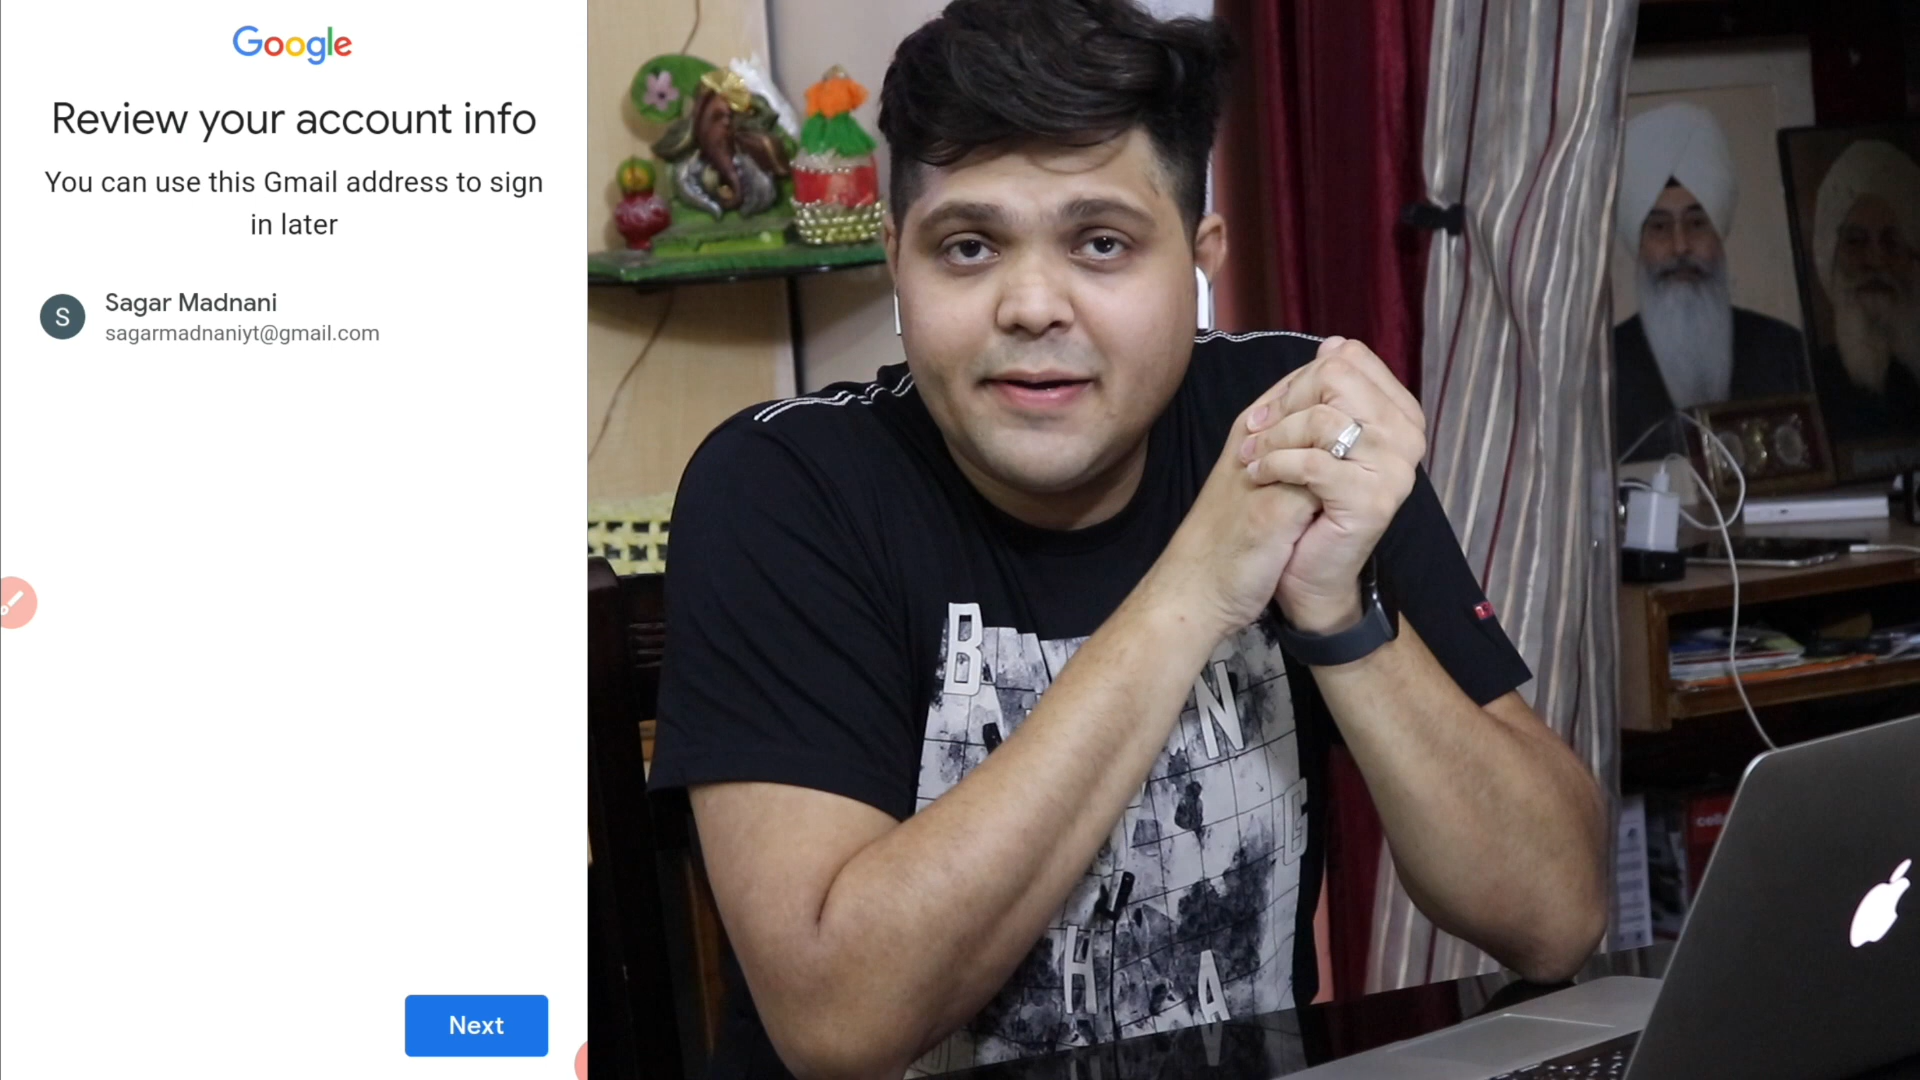 Google
Review your account info
You can use this Gmail address to sign
in later
S
Sagar Madnani
sagarmadnaniyt@gmail.com
Next
B
N
G
H
A